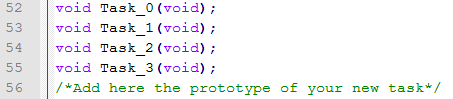 52 void Task_0(void);
53 void Task_1(void);
54 void Task_2(void);
55 void Task_3(void);
56 /*Add here the prototype of your new task*/